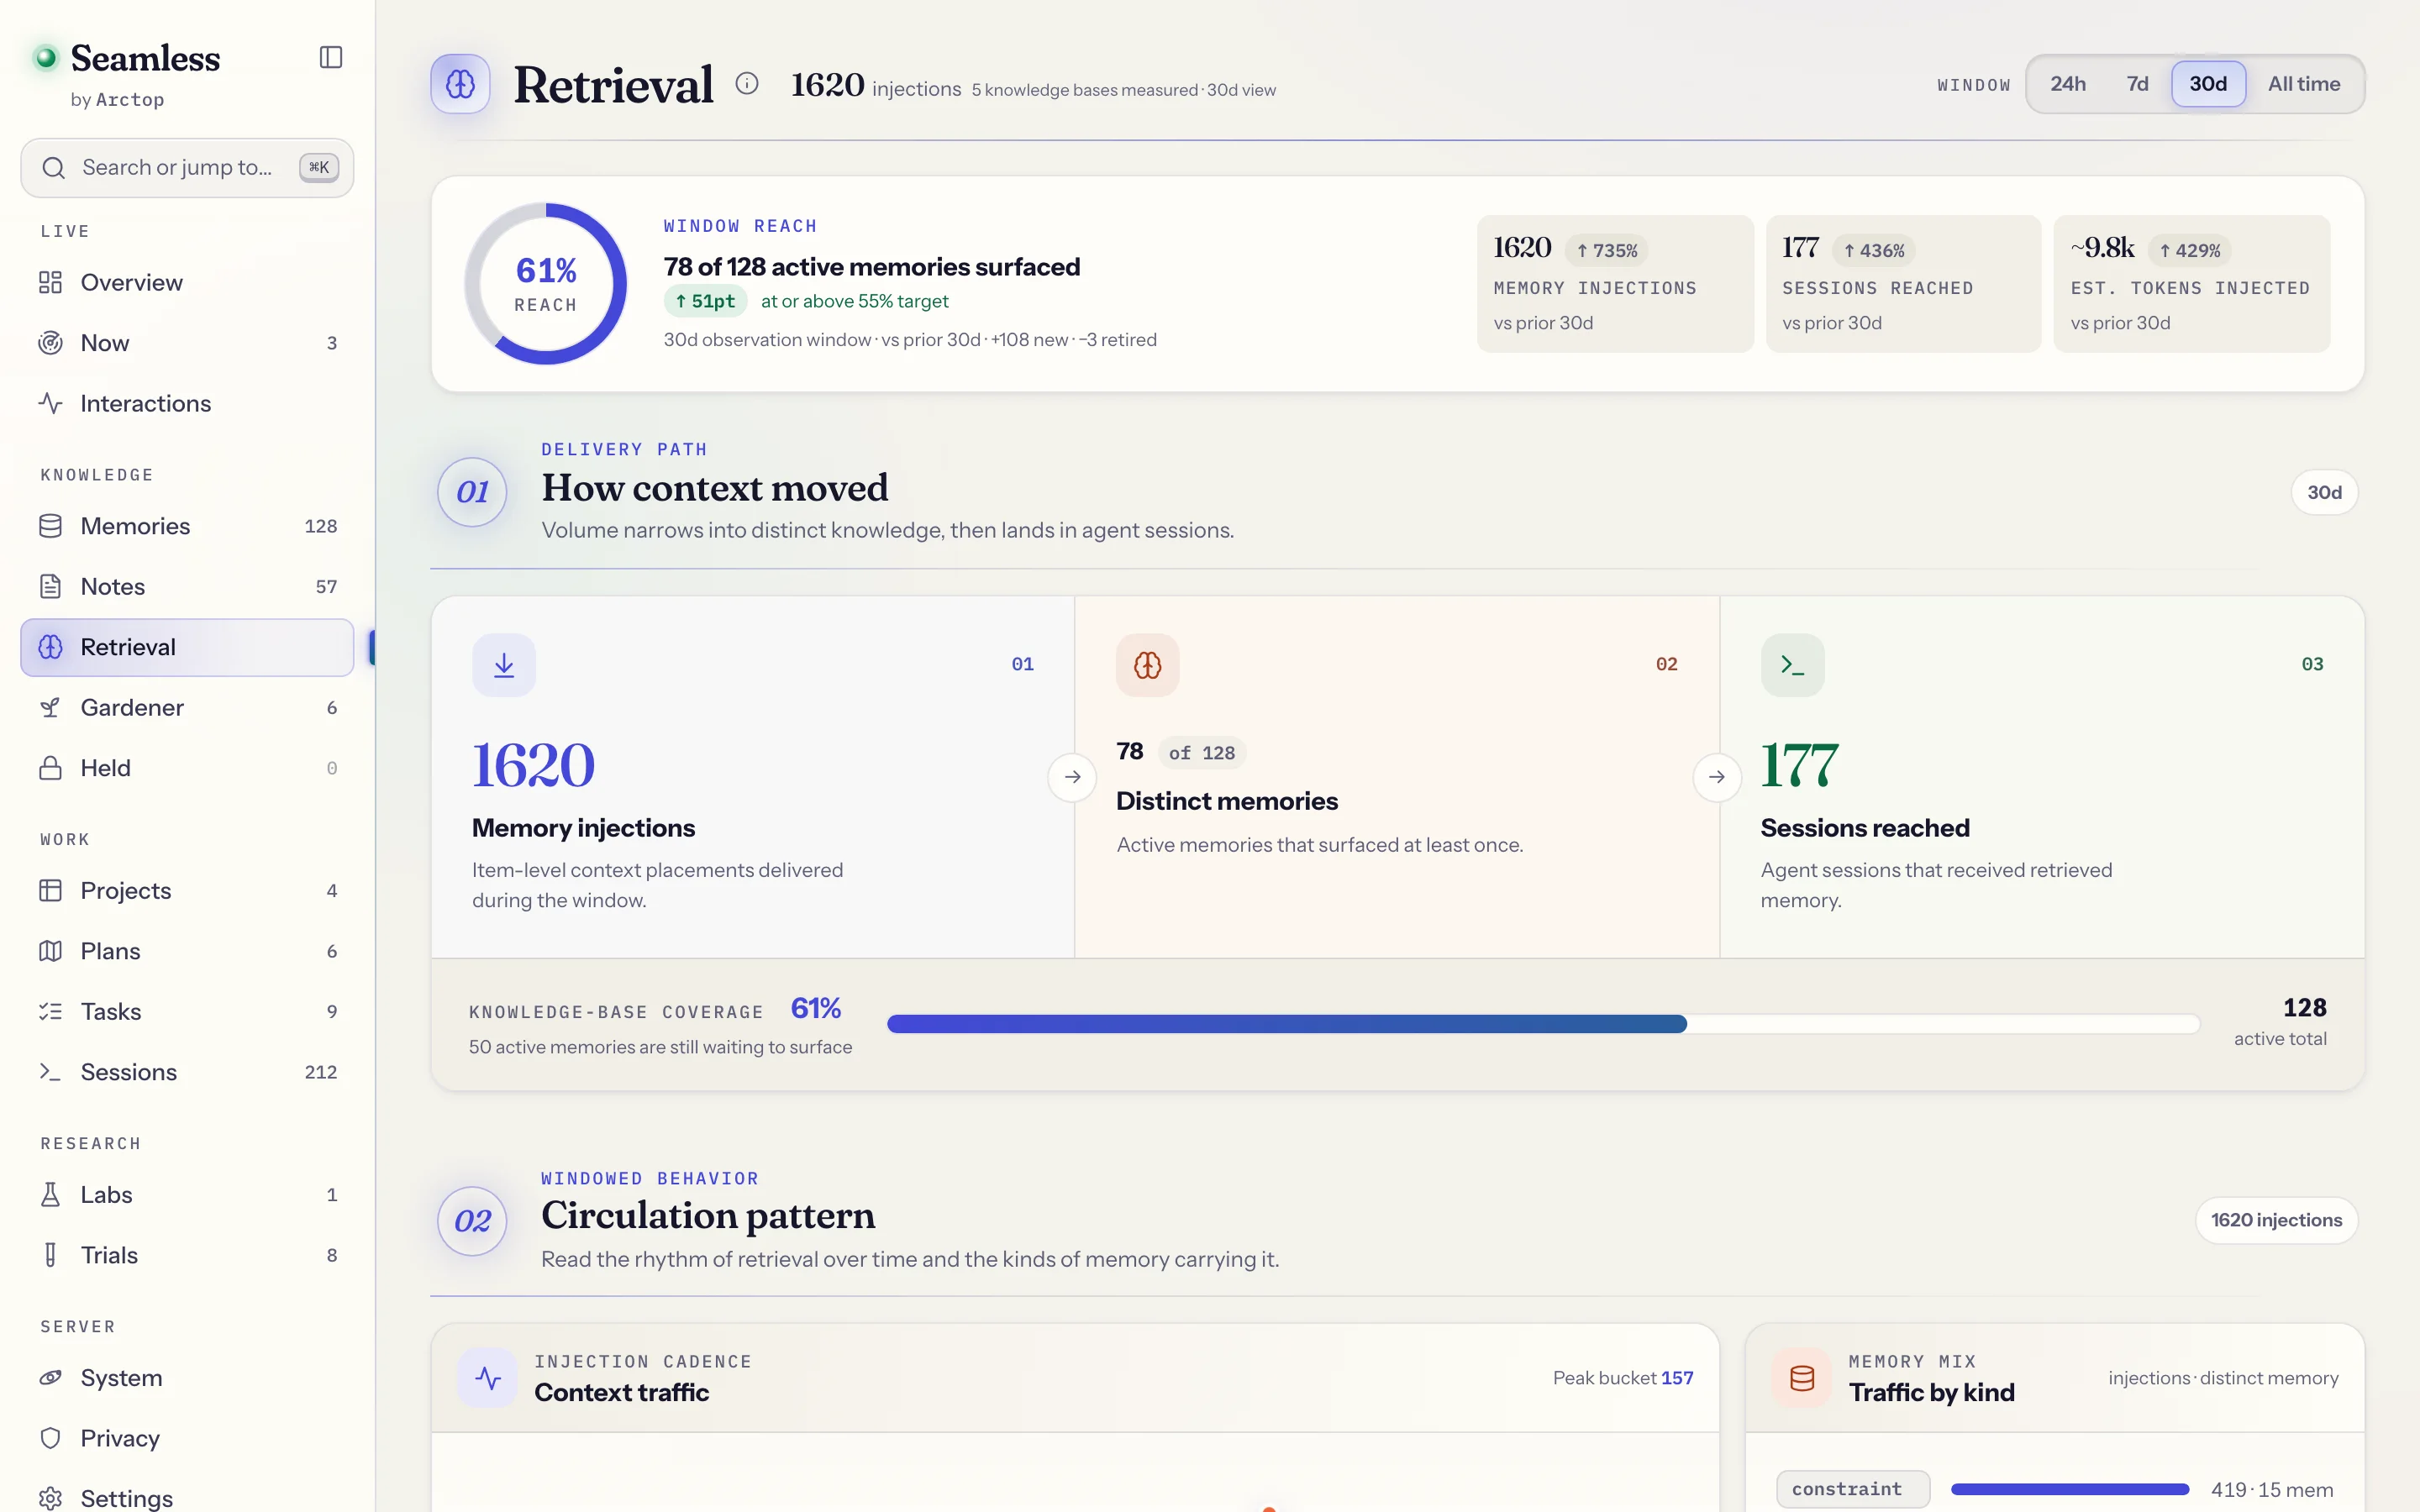 Seamless
by Arctop
Search or jump to... ⌘K
LIVE
Overview
Now 3
Interactions
KNOWLEDGE
Memories 128
Notes 57
Retrieval
Gardener 6
Held 0
WORK
Projects 4
Plans 6
Tasks 9
Sessions 212
RESEARCH
Labs 1
Trials 8
SERVER
System
Privacy
Settings
Retrieval 1620 injections 5 knowledge bases measured · 30d view
WINDOW 24h 7d 30d All time
61%
REACH
WINDOW REACH
78 of 128 active memories surfaced
↑ 51pt at or above 55% target
30d observation window · vs prior 30d · +108 new · −3 retired
1620 ↑ 735%
MEMORY INJECTIONS
vs prior 30d
177 ↑ 436%
SESSIONS REACHED
vs prior 30d
~9.8k ↑ 429%
EST. TOKENS INJECTED
vs prior 30d
01
DELIVERY PATH
How context moved
Volume narrows into distinct knowledge, then lands in agent sessions.
30d
01
1620
Memory injections
Item-level context placements delivered
during the window.
→
02
78 of 128
Distinct memories
Active memories that surfaced at least once.
→
03
177
Sessions reached
Agent sessions that received retrieved
memory.
KNOWLEDGE-BASE COVERAGE 61%
50 active memories are still waiting to surface
128
active total
02
WINDOWED BEHAVIOR
Circulation pattern
Read the rhythm of retrieval over time and the kinds of memory carrying it.
1620 injections
INJECTION CADENCE
Context traffic
Peak bucket 157
MEMORY MIX
Traffic by kind
injections · distinct memory
constraint 419 · 15 mem